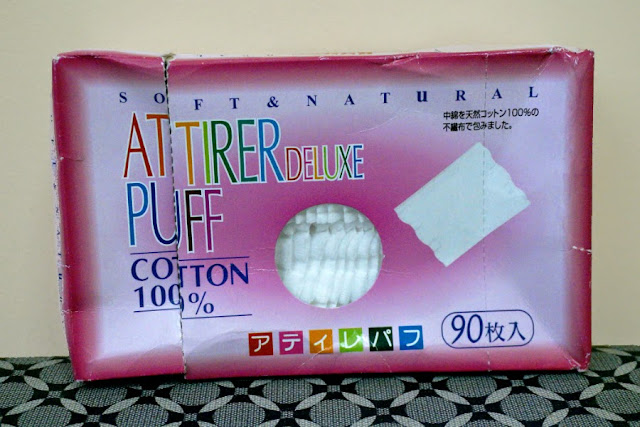 SOFT & NATURAL
中綿を天然コットン100%の
不織布で包みました。
ATTIRER DELUXE
PUFF
COTTON
100%
アティレパフ
90枚入